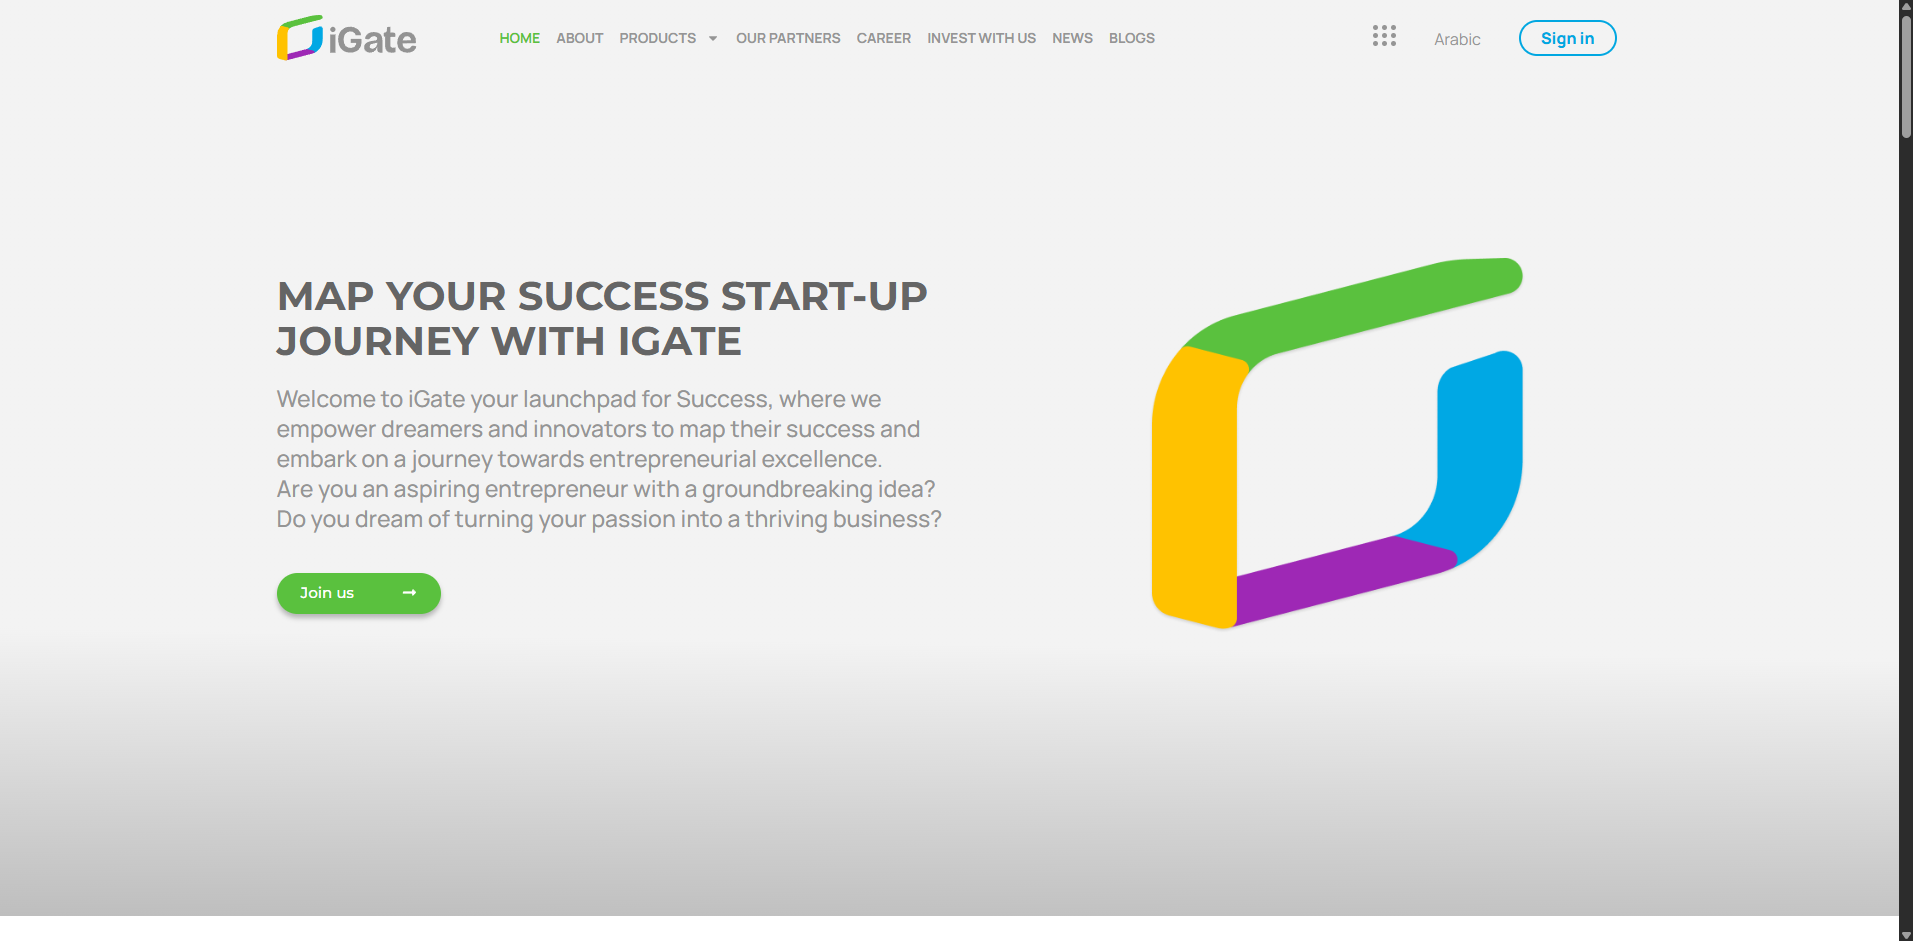 iGate
HOME ABOUT PRODUCTS OUR PARTNERS CAREER INVEST WITH US NEWS BLOGS
Arabic
Sign in
MAP YOUR SUCCESS START-UP
JOURNEY WITH IGATE
Welcome to iGate your launchpad for Success, where we
empower dreamers and innovators to map their success and
embark on a journey towards entrepreneurial excellence.
Are you an aspiring entrepreneur with a groundbreaking idea?
Do you dream of turning your passion into a thriving business?
Join us